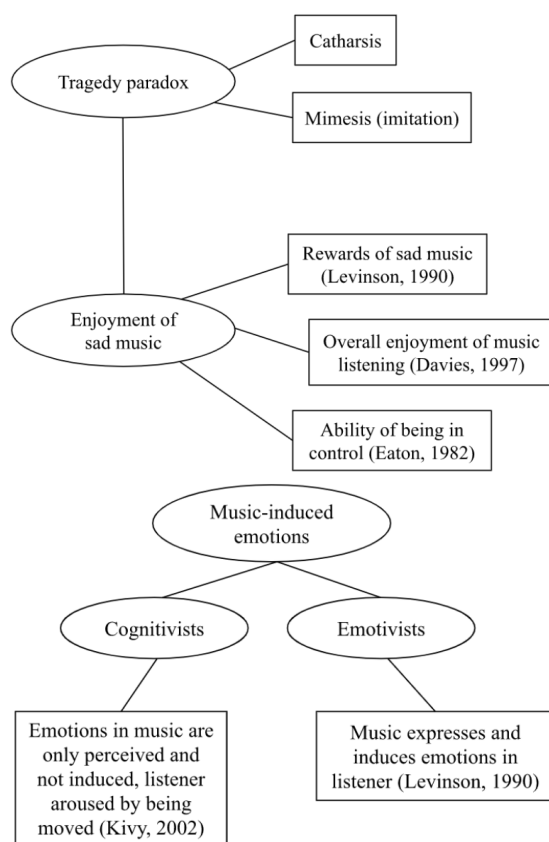 Catharsis
Tragedy paradox
Mimesis (imitation)
Rewards of sad music
(Levinson, 1990)
Enjoyment of
sad music
Overall enjoyment of music
listening (Davies, 1997)
Ability of being in
control (Eaton, 1982)
Music-induced
emotions
Cognitivists
Emotivists
Emotions in music are
only perceived and
not induced, listener
aroused by being
moved (Kivy, 2002)
Music expresses and
induces emotions in
listener (Levinson, 1990)